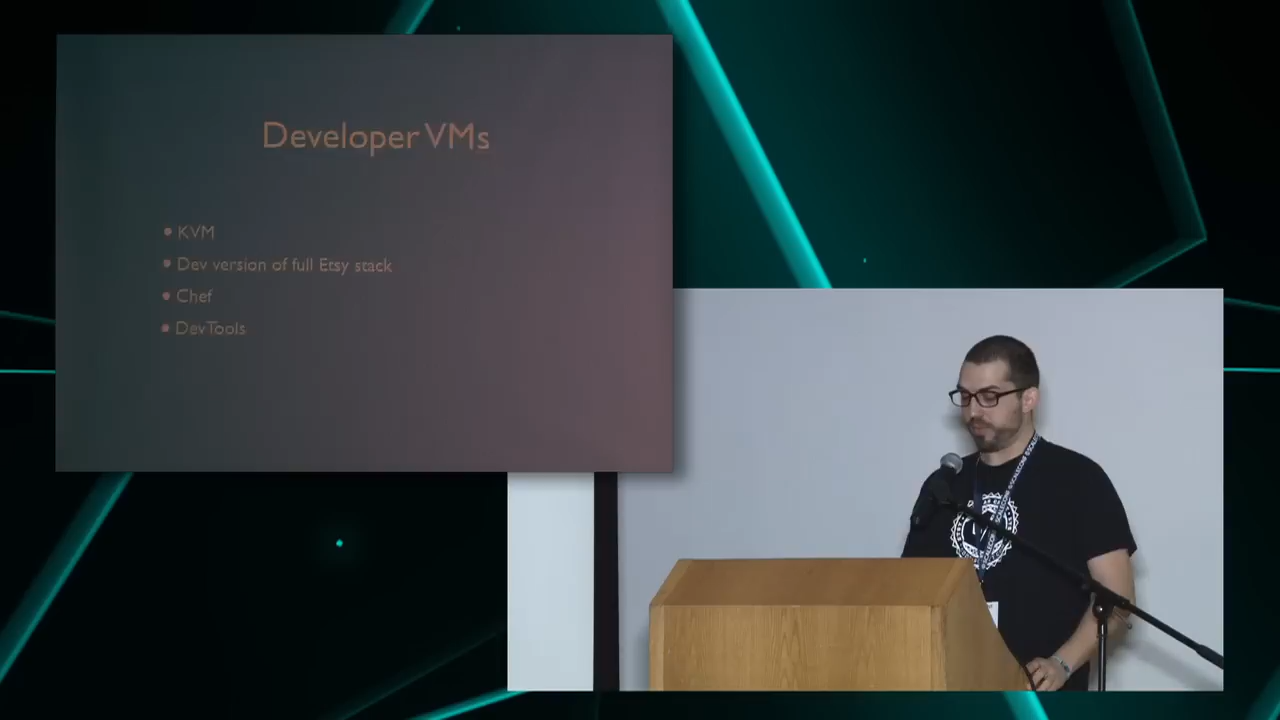 Developer VMs
KVM
Dev version of full Etsy stack
Chef
DevTools